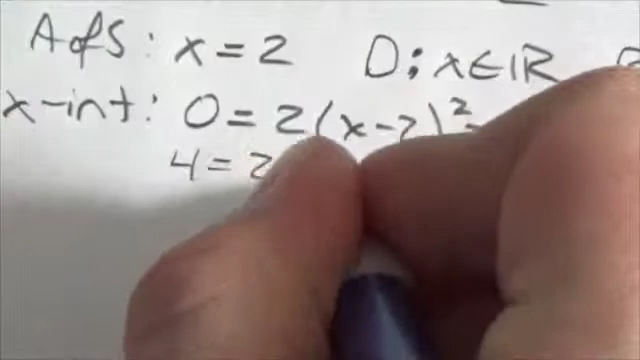 A of S : x = 2 D : x ∈ ℝ
x-int : 0 = 2(x-2)²
4 = 2